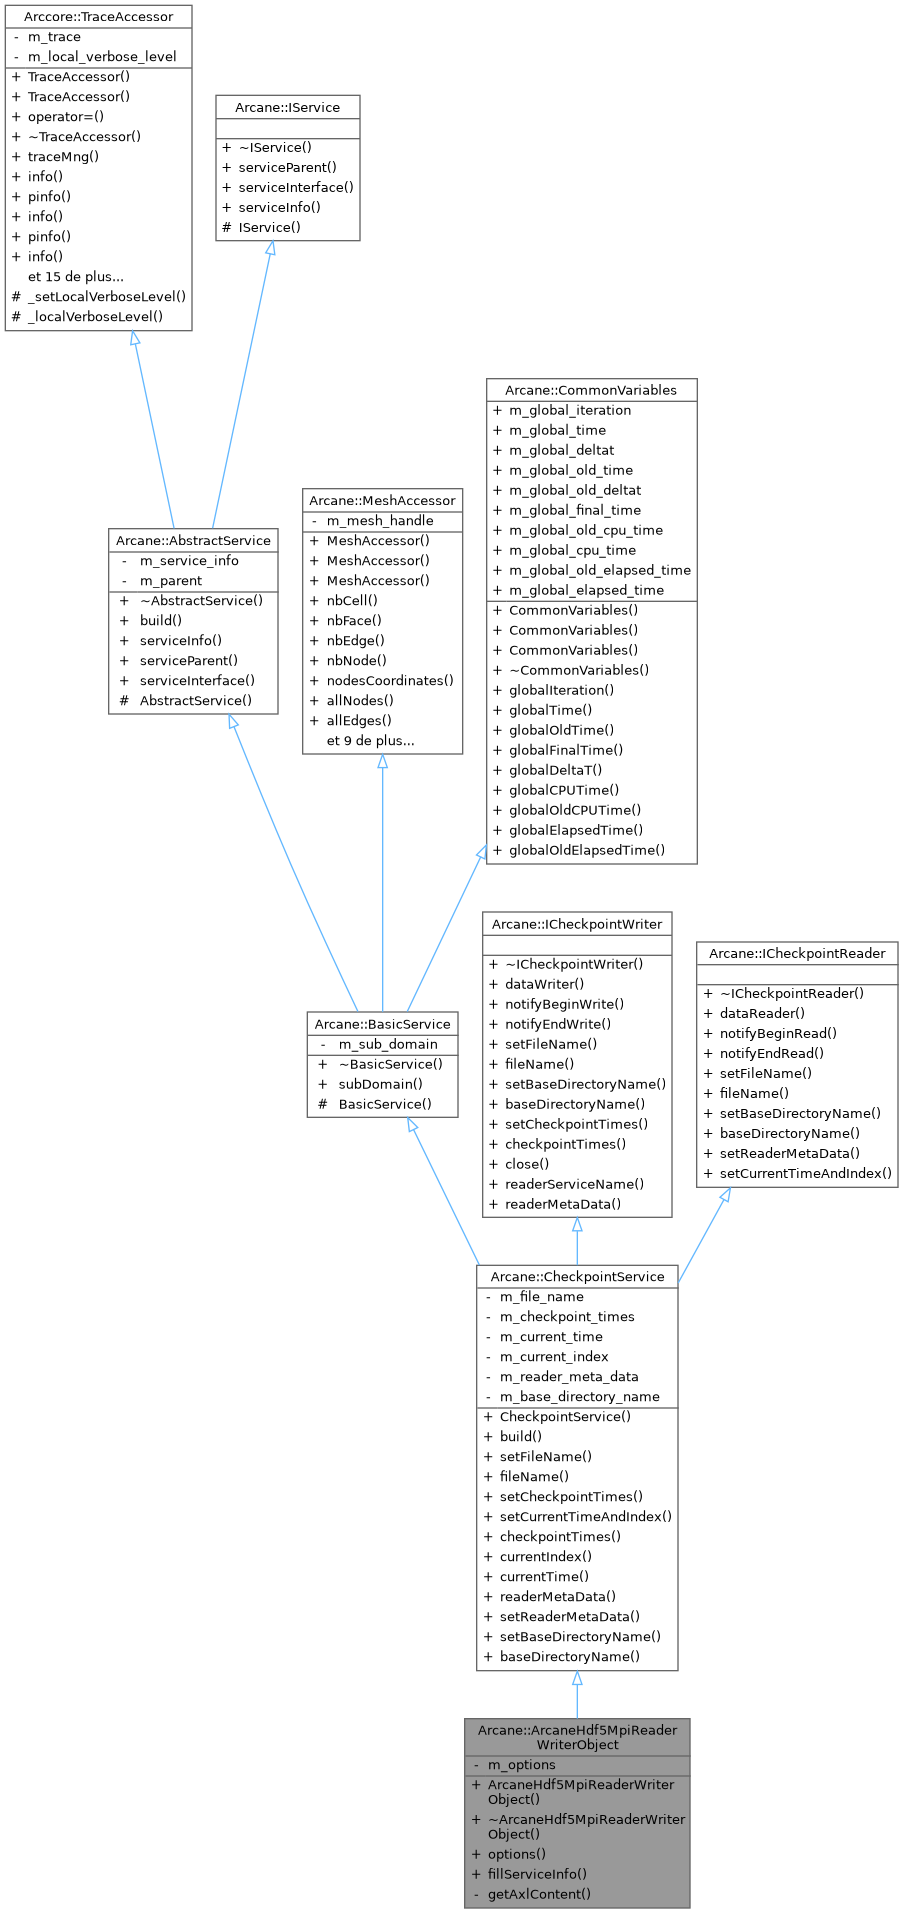 Arccore::TraceAccessor
- m_trace
- m_local_verbose_level
+ TraceAccessor()
+ TraceAccessor()
+ operator=()
+ ~TraceAccessor()
+ traceMng()
+ info()
+ pinfo()
+ info()
+ pinfo()
+ info()
et 15 de plus...
# _setLocalVerboseLevel()
# _localVerboseLevel()
Arcane::IService
+ ~IService()
+ serviceParent()
+ serviceInterface()
+ serviceInfo()
# IService()
Arcane::CommonVariables
+ m_global_iteration
+ m_global_time
+ m_global_deltat
+ m_global_old_time
+ m_global_old_deltat
+ m_global_final_time
+ m_global_old_cpu_time
+ m_global_cpu_time
+ m_global_old_elapsed_time
+ m_global_elapsed_time
+ CommonVariables()
+ CommonVariables()
+ CommonVariables()
+ ~CommonVariables()
+ globalIteration()
+ globalTime()
+ globalOldTime()
+ globalFinalTime()
+ globalDeltaT()
+ globalCPUTime()
+ globalOldCPUTime()
+ globalElapsedTime()
+ globalOldElapsedTime()
Arcane::MeshAccessor
- m_mesh_handle
+ MeshAccessor()
+ MeshAccessor()
+ MeshAccessor()
+ nbCell()
+ nbFace()
+ nbEdge()
+ nbNode()
+ nodesCoordinates()
+ allNodes()
+ allEdges()
et 9 de plus...
Arcane::AbstractService
- m_service_info
- m_parent
+ ~AbstractService()
+ build()
+ serviceInfo()
+ serviceParent()
+ serviceInterface()
# AbstractService()
Arcane::ICheckpointWriter
+ ~ICheckpointWriter()
+ dataWriter()
+ notifyBeginWrite()
+ notifyEndWrite()
+ setFileName()
+ fileName()
+ setBaseDirectoryName()
+ baseDirectoryName()
+ setCheckpointTimes()
+ checkpointTimes()
+ close()
+ readerServiceName()
+ readerMetaData()
Arcane::ICheckpointReader
+ ~ICheckpointReader()
+ dataReader()
+ notifyBeginRead()
+ notifyEndRead()
+ setFileName()
+ fileName()
+ setBaseDirectoryName()
+ baseDirectoryName()
+ setReaderMetaData()
+ setCurrentTimeAndIndex()
Arcane::BasicService
- m_sub_domain
+ ~BasicService()
+ subDomain()
# BasicService()
Arcane::CheckpointService
- m_file_name
- m_checkpoint_times
- m_current_time
- m_current_index
- m_reader_meta_data
- m_base_directory_name
+ CheckpointService()
+ build()
+ setFileName()
+ fileName()
+ setCheckpointTimes()
+ setCurrentTimeAndIndex()
+ checkpointTimes()
+ currentIndex()
+ currentTime()
+ readerMetaData()
+ setReaderMetaData()
+ setBaseDirectoryName()
+ baseDirectoryName()
Arcane::ArcaneHdf5MpiReader
WriterObject
- m_options
+ ArcaneHdf5MpiReaderWriter
Object()
+ ~ArcaneHdf5MpiReaderWriter
Object()
+ options()
+ fillServiceInfo()
- getAxlContent()